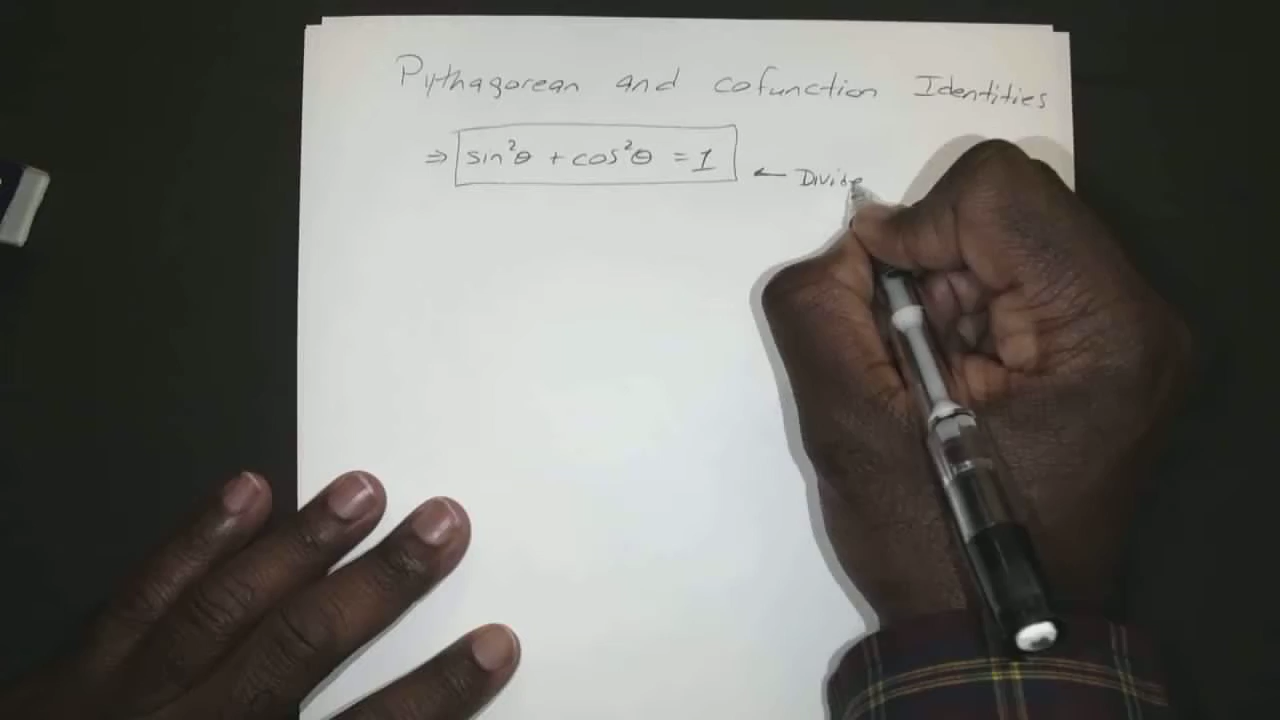 Pythagorean and cofunction Identities
⇒ sin²θ + cos²θ = 1 ← Divide